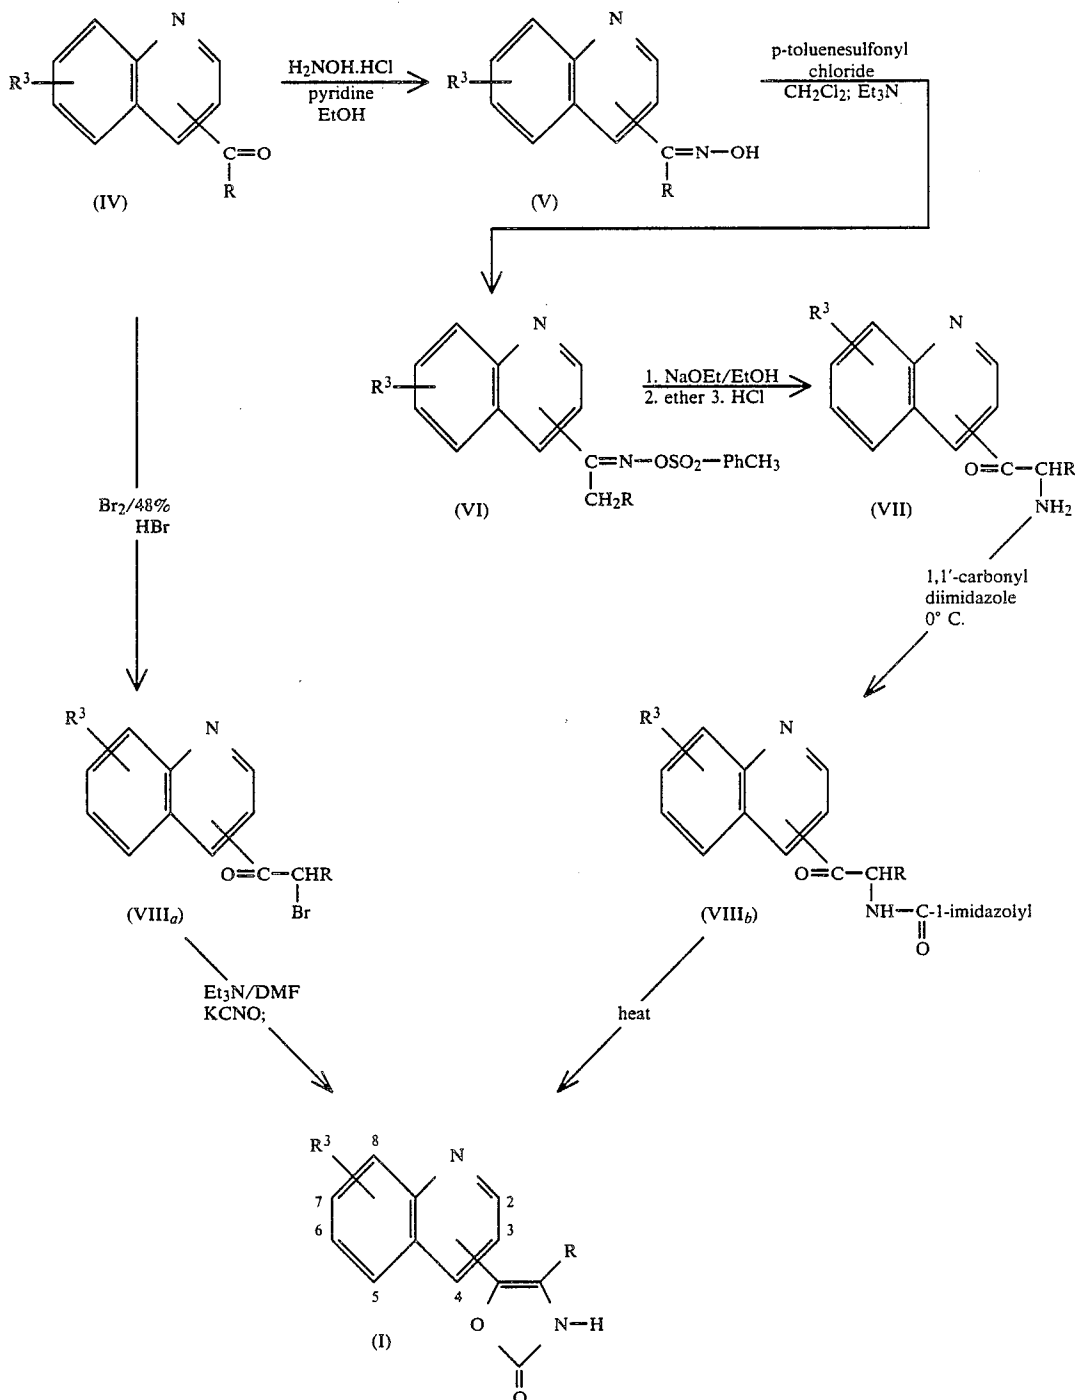 N
R3
H2NOH.HCl
pyridine
EtOH
C=O
R
(IV)
N
R3
C=N—OH
R
(V)
p-toluenesulfonyl
chloride
CH2Cl2; Et3N
N
R3
C=N—OSO2—PhCH3
CH2R
(VI)
1. NaOEt/EtOH
2. ether 3. HCl
R3
N
O=C—CHR
NH2
(VII)
Br2/48%
HBr
1,1′-carbonyl
diimidazole
0° C.
R3
N
O=C—CHR
Br
(VIIIa)
R3
N
O=C—CHR
NH—C-1-imidazolyl
O
(VIIIb)
Et3N/DMF
KCNO;
heat
R3
8
N
7
2
6
3
R
5
4
O
N—H
O
(I)